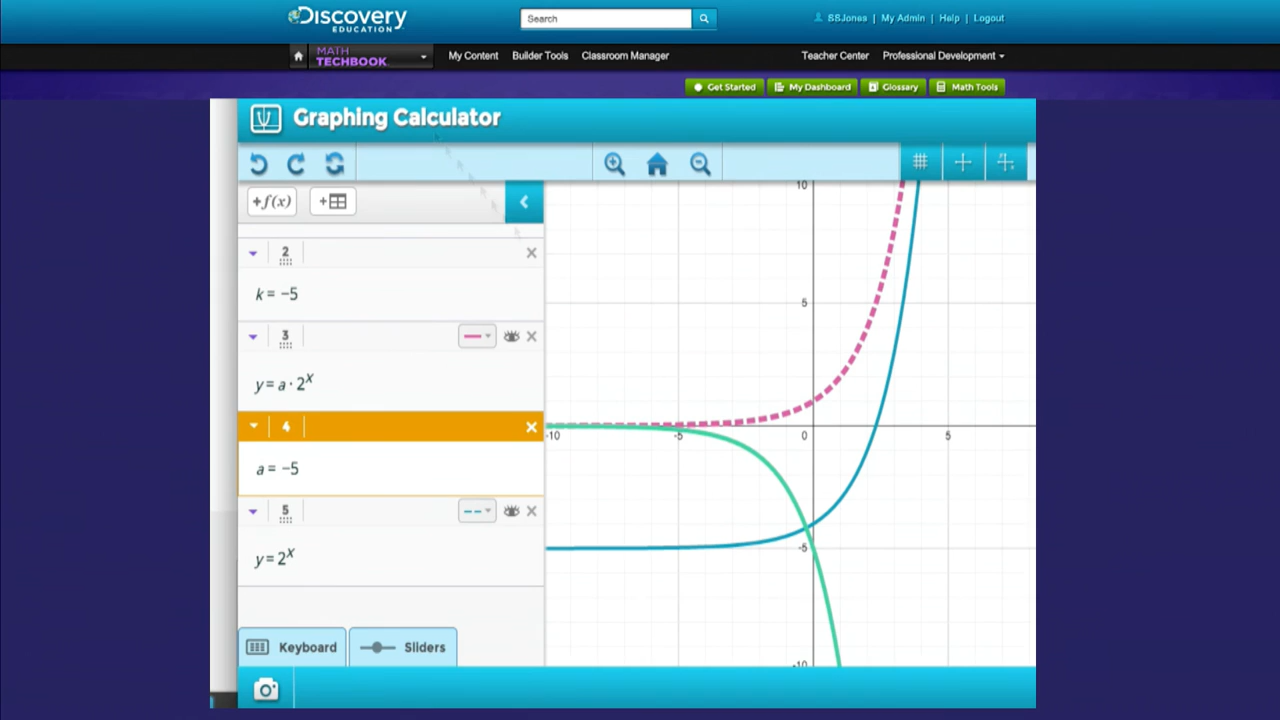 Discovery
EDUCATION
Search
SSJones | My Admin | Help | Logout
MATH
TECHBOOK
My Content Builder Tools Classroom Manager Teacher Center Professional Development
Get Started My Dashboard Glossary Math Tools
Graphing Calculator
+f(x)
+
2
k = −5
3
y = a · 2^x
4
a = −5
5
y = 2^x
Keyboard Sliders
10
5
-10 -5 0 5
-5
-10